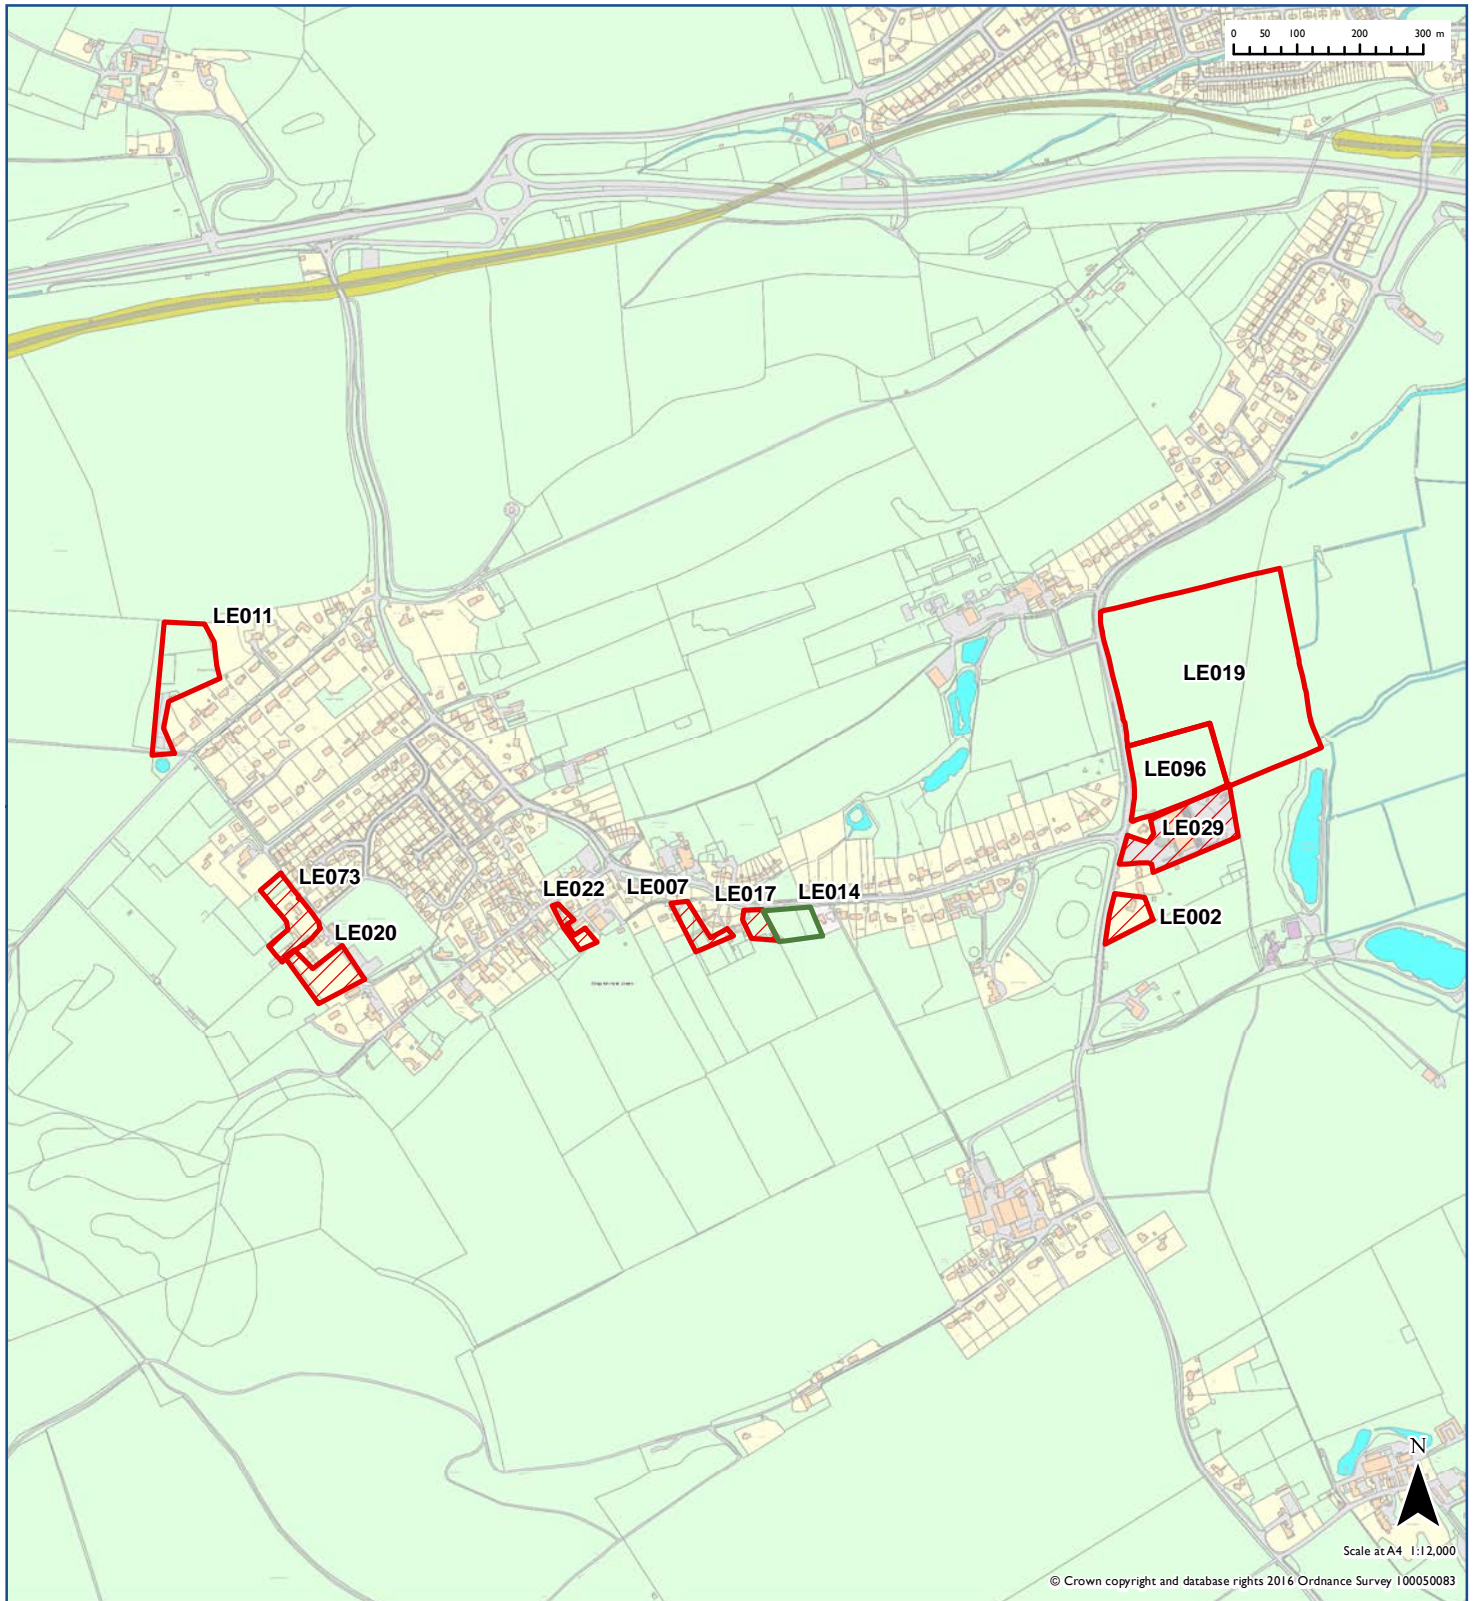 0 50 100 200 300 m
LE011
LE019
LE096
LE029
LE073
LE022
LE007
LE017
LE014
LE002
LE020
N
Scale at A4 1:12,000
© Crown copyright and database rights 2016 Ordnance Survey 100050083